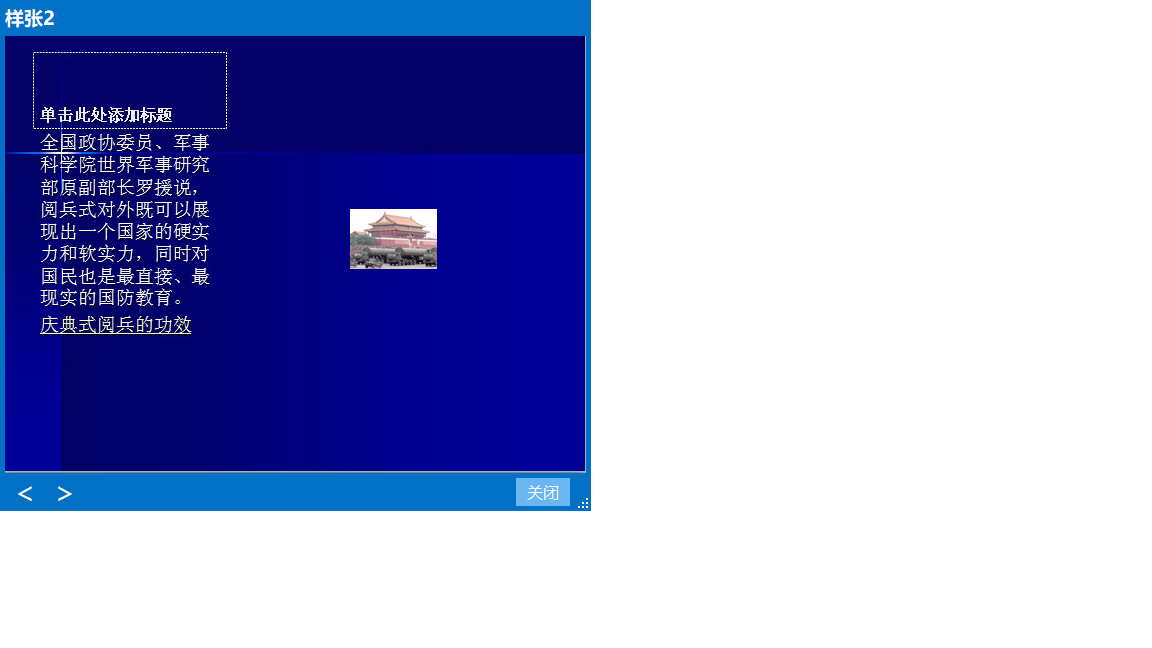 样张2
单击此处添加标题
全国政协委员、军事
科学院世界军事研究
部原副部长罗援说，
阅兵式对外既可以展
现出一个国家的硬实
力和软实力，同时对
国民也是最直接、最
现实的国防教育。
庆典式阅兵的功效
< >
关闭